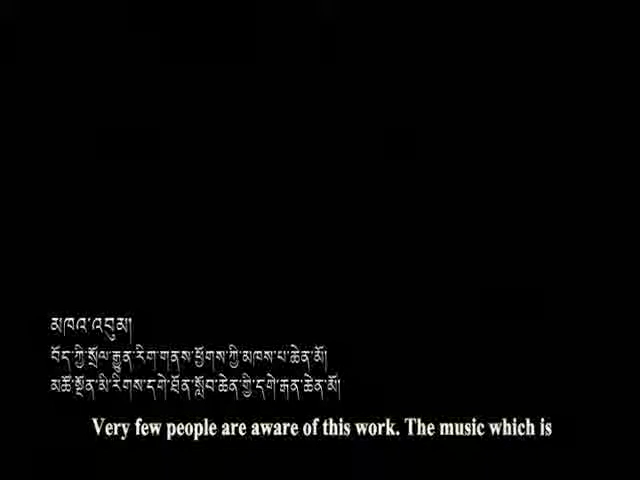 མཁའ་འབུམ།
བོད་ཀྱི་སྲོལ་རྒྱུན་རིག་གནས་ཕྱོགས་ཀྱི་མཁས་པ་ཆེན་མོ།
མཚོ་སྔོན་མི་རིགས་དགེ་ཐོན་སློབ་ཆེན་གྱི་དགེ་རྒན་ཆེན་མོ།
Very few people are aware of this work. The music which is